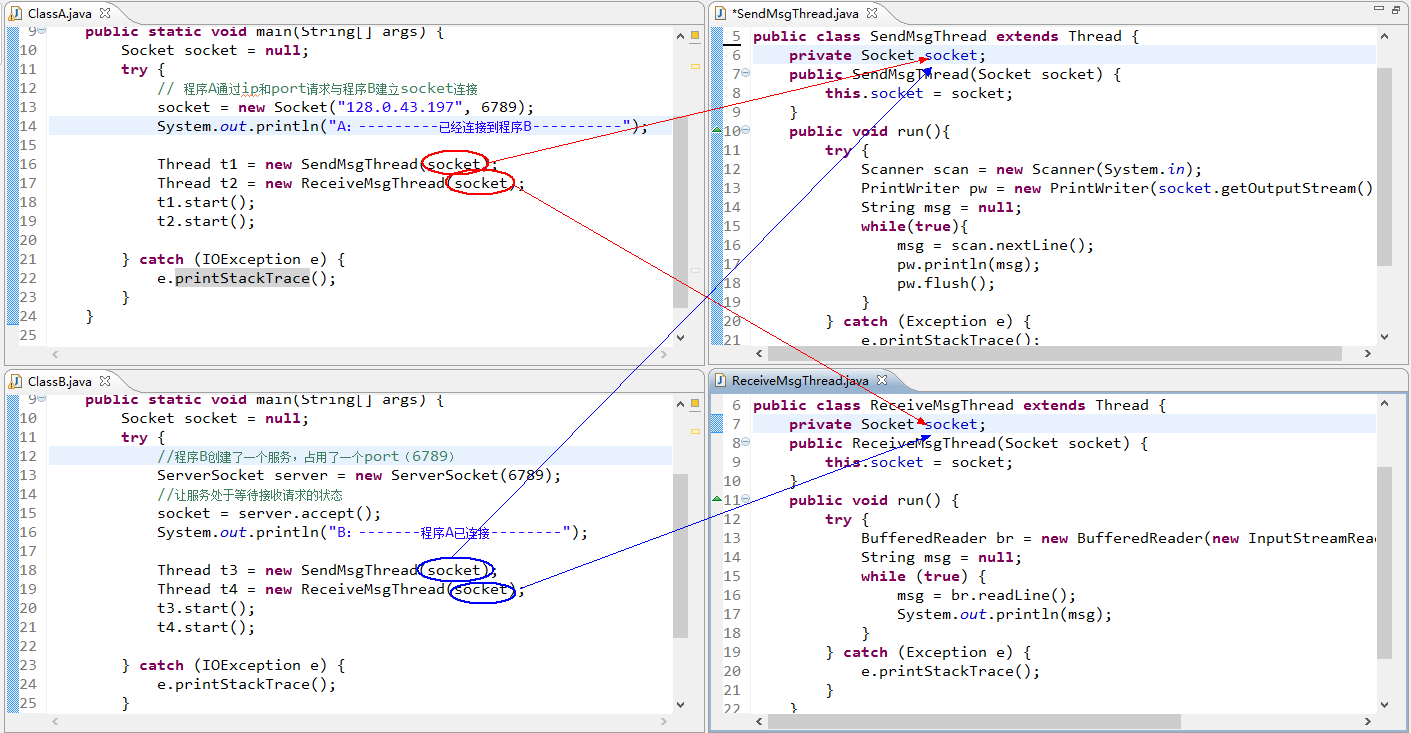 ClassA.java
9 public static void main(String[] args) {
10 Socket socket = null;
11 try {
12 // 程序A通过ip和port请求与程序B建立socket连接
13 socket = new Socket("128.0.43.197", 6789);
14 System.out.println("A：----------已经连接到程序B-----------");
15
16 Thread t1 = new SendMsgThread(socket);
17 Thread t2 = new ReceiveMsgThread(socket);
18 t1.start();
19 t2.start();
20
21 } catch (IOException e) {
22 e.printStackTrace();
23 }
24 }
25
*SendMsgThread.java
5 public class SendMsgThread extends Thread {
6 private Socket socket;
7 public SendMsgThread(Socket socket) {
8 this.socket = socket;
9 }
10 public void run(){
11 try {
12 Scanner scan = new Scanner(System.in);
13 PrintWriter pw = new PrintWriter(socket.getOutputStream()
14 String msg = null;
15 while(true){
16 msg = scan.nextLine();
17 pw.println(msg);
18 pw.flush();
19 }
20 } catch (Exception e) {
21 e.printStackTrace();
ClassB.java
9 public static void main(String[] args) {
10 Socket socket = null;
11 try {
12 //程序B创建了一个服务，占用了一个port（6789）
13 ServerSocket server = new ServerSocket(6789);
14 //让服务处于等待接收请求的状态
15 socket = server.accept();
16 System.out.println("B：--------程序A已连接---------");
17
18 Thread t3 = new SendMsgThread(socket);
19 Thread t4 = new ReceiveMsgThread(socket);
20 t3.start();
21 t4.start();
22
23 } catch (IOException e) {
24 e.printStackTrace();
25 }
ReceiveMsgThread.java
6 public class ReceiveMsgThread extends Thread {
7 private Socket socket;
8 public ReceiveMsgThread(Socket socket) {
9 this.socket = socket;
10 }
11 public void run() {
12 try {
13 BufferedReader br = new BufferedReader(new InputStreamRea
14 String msg = null;
15 while (true) {
16 msg = br.readLine();
17 System.out.println(msg);
18 }
19 } catch (Exception e) {
20 e.printStackTrace();
21 }
22 }